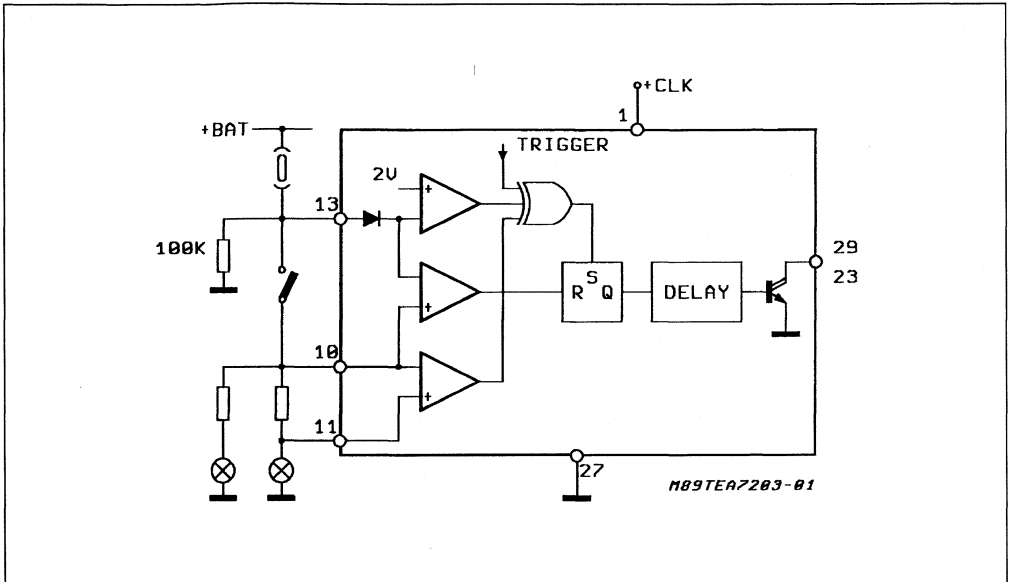 +CLK
1
+BAT
TRIGGER
2V
+
13
29
100K
S
R Q
DELAY
23
+
10
+
11
27
M89TEA7203-01